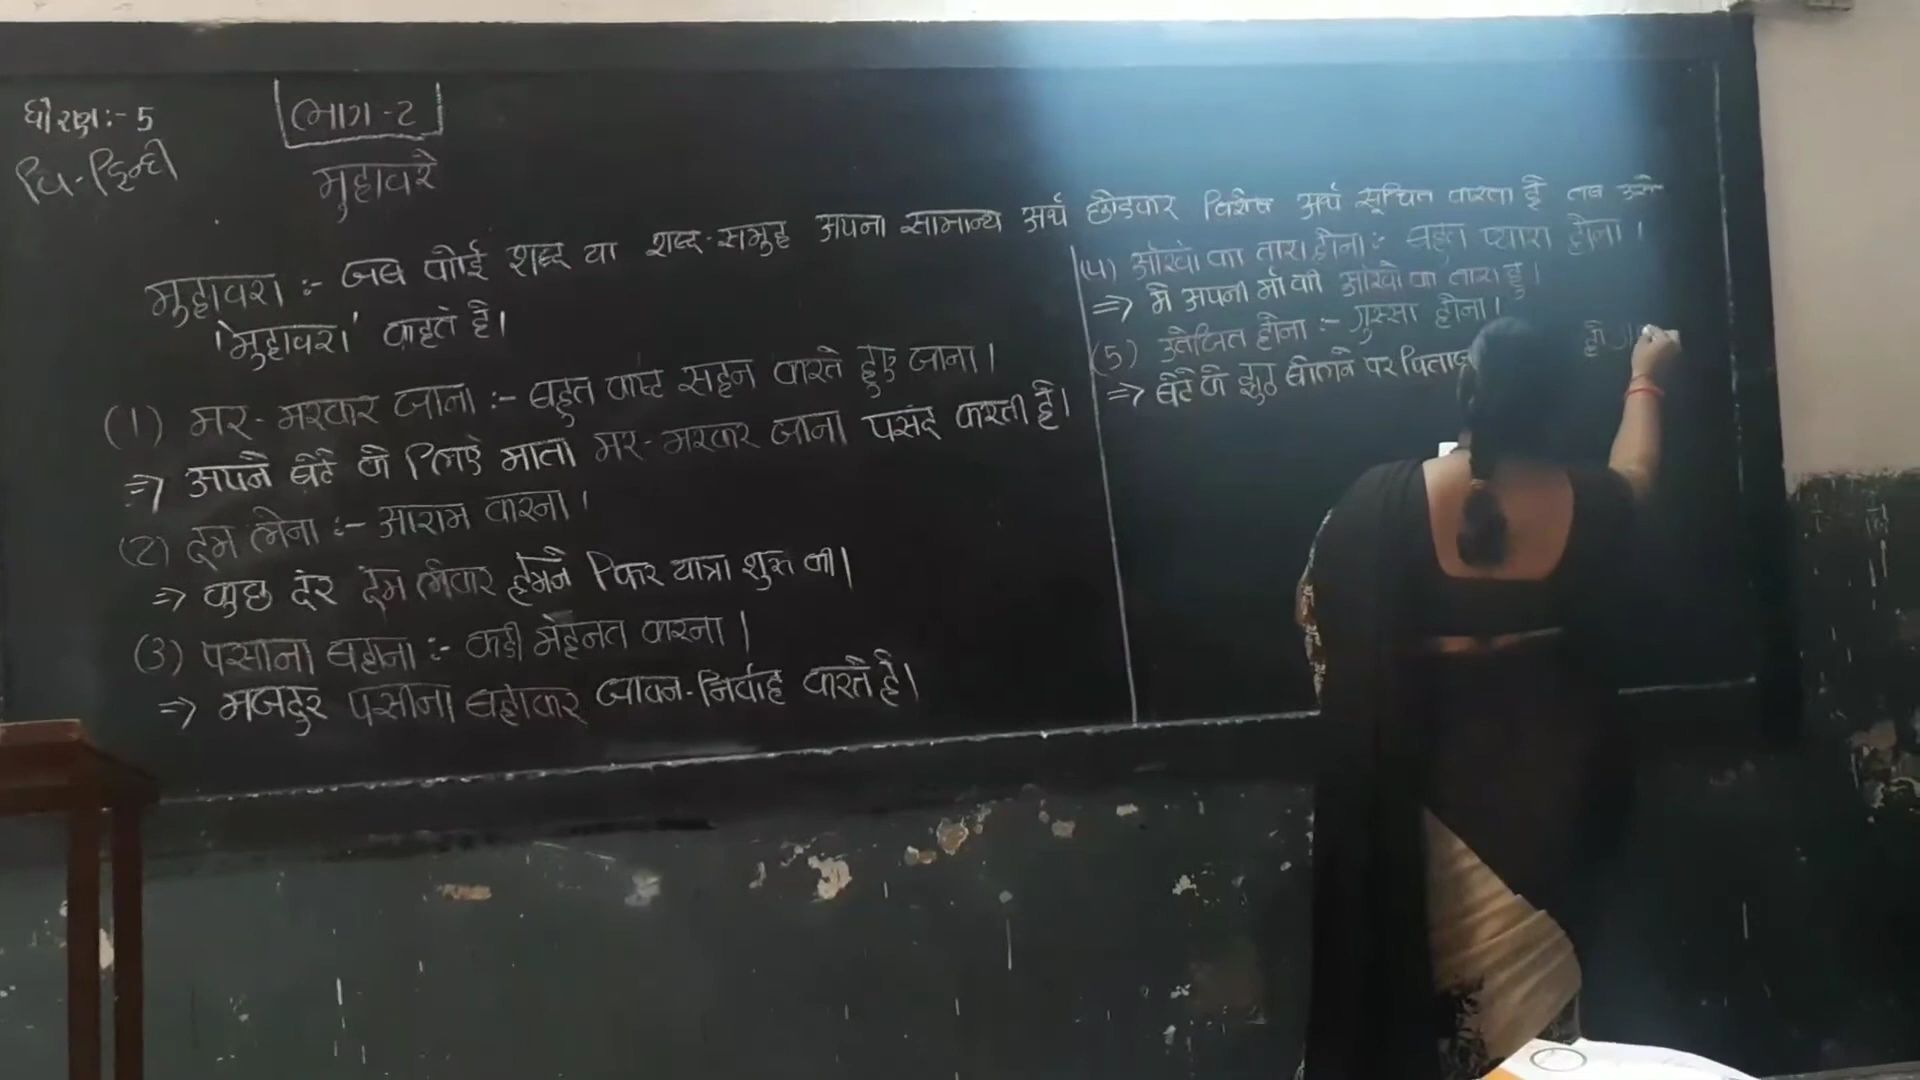 धोरण:- 5
वि-हिन्दी
भाग-2
मुहावरे
मुहावरा :- जब कोई शब्द या शब्द-समुह अपना सामान्य अर्थ छोडकर विशेष अर्थ सूचित करता है तब उसे
'मुहावरा' कहते है।
(1) मर-मरकर जाना :- बहुत कष्ट सहन करते हुए जाना।
=> अपने बेटे के लिए माता मर-मरकर जाना पसंद करती है।
(2) दम लेना :- आराम करना।
=> कुछ देर दम लेकर हमने फिर यात्रा शुरु की।
(3) पसीना बहाना :- कडी मेहनत करना।
=> मजदुर पसीना बहाकर जीवन-निर्वाह करते है।
(4) आँखो का तारा होना :- बहुत प्यारा होना।
=> मे अपनी माँ की आँखो का तारा हुँ।
(5) उतेजित होना :- गुस्सा होना।
=> बेटे के झुठ बोलने पर पिताज हो